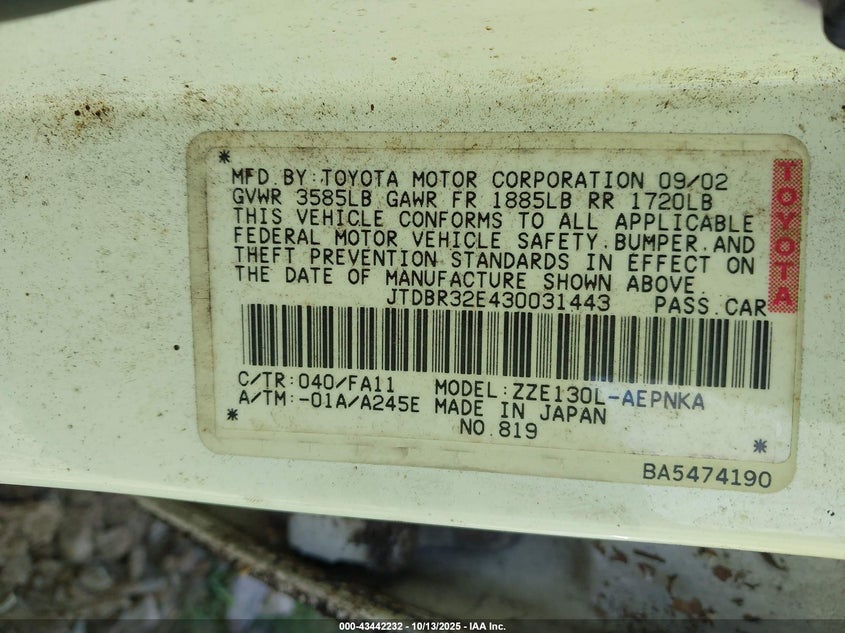 MFD.BY:TOYOTA MOTOR CORPORATION 09/02
GVWR 3585LB GAWR FR 1885LB RR 1720LB
THIS VEHICLE CONFORMS TO ALL APPLICABLE
FEDERAL MOTOR VEHICLE SAFETY,BUMPER,AND
THEFT PREVENTION STANDARDS IN EFFECT ON
THE DATE OF MANUFACTURE SHOWN ABOVE.
JTDBR32E430031443 PASS.CAR
C/TR:040/FA11 MODEL:ZZE130L-AEPNKA
A/TM:-01A/A245E MADE IN JAPAN
NO.819
BA5474190
TOYOTA
000-43442232 - 10/13/2025 - IAA Inc.